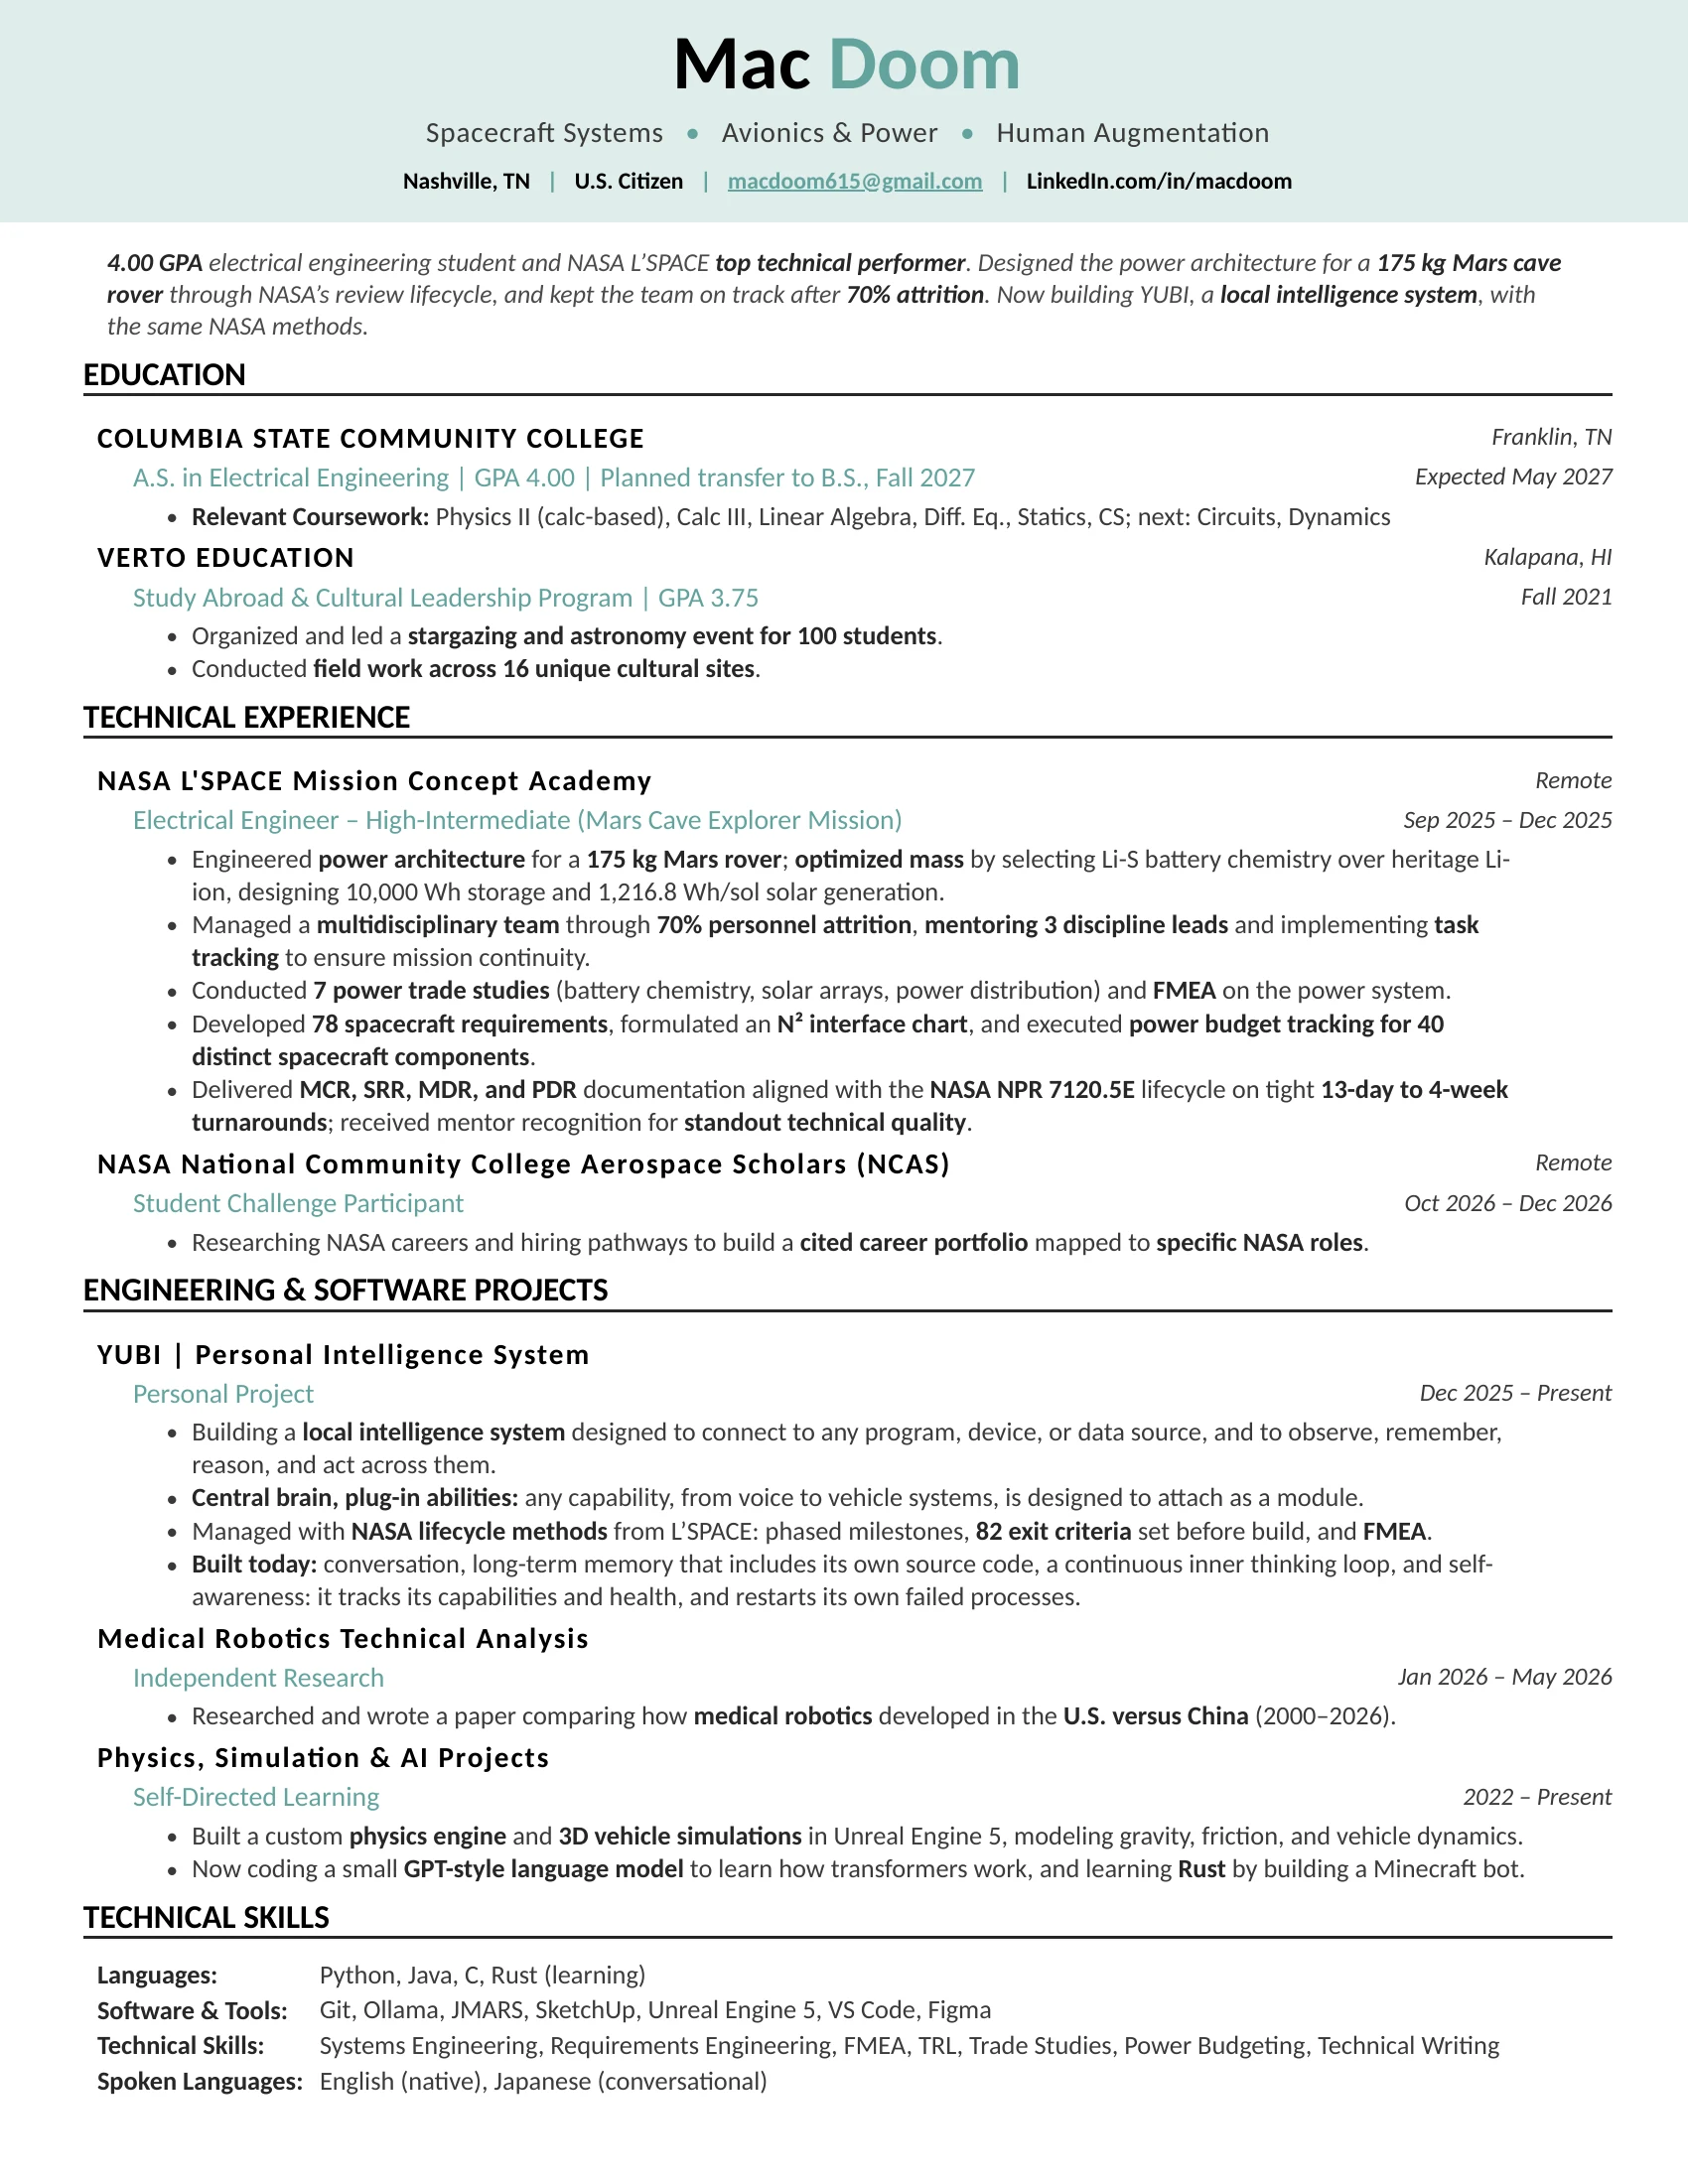 Mac Doom
Spacecraft Systems • Avionics & Power • Human Augmentation
Nashville, TN | U.S. Citizen | macdoom615@gmail.com | LinkedIn.com/in/macdoom
4.00 GPA electrical engineering student and NASA L’SPACE top technical performer. Designed the power architecture for a 175 kg Mars cave
rover through NASA’s review lifecycle, and kept the team on track after 70% attrition. Now building YUBI, a local intelligence system, with
the same NASA methods.
EDUCATION
COLUMBIA STATE COMMUNITY COLLEGE Franklin, TN
A.S. in Electrical Engineering | GPA 4.00 | Planned transfer to B.S., Fall 2027 Expected May 2027
• Relevant Coursework: Physics II (calc-based), Calc III, Linear Algebra, Diff. Eq., Statics, CS; next: Circuits, Dynamics
VERTO EDUCATION Kalapana, HI
Study Abroad & Cultural Leadership Program | GPA 3.75 Fall 2021
• Organized and led a stargazing and astronomy event for 100 students.
• Conducted field work across 16 unique cultural sites.
TECHNICAL EXPERIENCE
NASA L'SPACE Mission Concept Academy Remote
Electrical Engineer – High-Intermediate (Mars Cave Explorer Mission) Sep 2025 – Dec 2025
• Engineered power architecture for a 175 kg Mars rover; optimized mass by selecting Li-S battery chemistry over heritage Li-
ion, designing 10,000 Wh storage and 1,216.8 Wh/sol solar generation.
• Managed a multidisciplinary team through 70% personnel attrition, mentoring 3 discipline leads and implementing task
tracking to ensure mission continuity.
• Conducted 7 power trade studies (battery chemistry, solar arrays, power distribution) and FMEA on the power system.
• Developed 78 spacecraft requirements, formulated an N² interface chart, and executed power budget tracking for 40
distinct spacecraft components.
• Delivered MCR, SRR, MDR, and PDR documentation aligned with the NASA NPR 7120.5E lifecycle on tight 13-day to 4-week
turnarounds; received mentor recognition for standout technical quality.
NASA National Community College Aerospace Scholars (NCAS) Remote
Student Challenge Participant Oct 2026 – Dec 2026
• Researching NASA careers and hiring pathways to build a cited career portfolio mapped to specific NASA roles.
ENGINEERING & SOFTWARE PROJECTS
YUBI | Personal Intelligence System
Personal Project Dec 2025 – Present
• Building a local intelligence system designed to connect to any program, device, or data source, and to observe, remember,
reason, and act across them.
• Central brain, plug-in abilities: any capability, from voice to vehicle systems, is designed to attach as a module.
• Managed with NASA lifecycle methods from L’SPACE: phased milestones, 82 exit criteria set before build, and FMEA.
• Built today: conversation, long-term memory that includes its own source code, a continuous inner thinking loop, and self-
awareness: it tracks its capabilities and health, and restarts its own failed processes.
Medical Robotics Technical Analysis
Independent Research Jan 2026 – May 2026
• Researched and wrote a paper comparing how medical robotics developed in the U.S. versus China (2000–2026).
Physics, Simulation & AI Projects
Self-Directed Learning 2022 – Present
• Built a custom physics engine and 3D vehicle simulations in Unreal Engine 5, modeling gravity, friction, and vehicle dynamics.
• Now coding a small GPT-style language model to learn how transformers work, and learning Rust by building a Minecraft bot.
TECHNICAL SKILLS
Languages: Python, Java, C, Rust (learning)
Software & Tools: Git, Ollama, JMARS, SketchUp, Unreal Engine 5, VS Code, Figma
Technical Skills: Systems Engineering, Requirements Engineering, FMEA, TRL, Trade Studies, Power Budgeting, Technical Writing
Spoken Languages: English (native), Japanese (conversational)